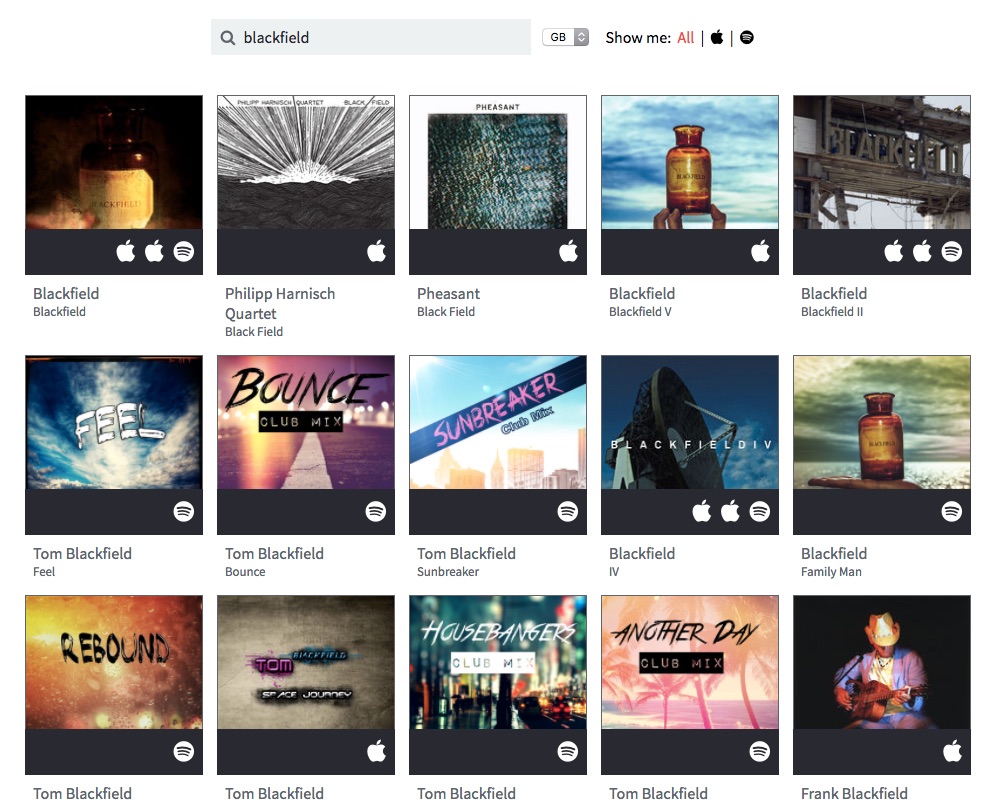 blackfield
GB
Show me: All | |
BLACKFIELD
PHILIPP HARNISCH QUARTET BLACK FIELD
PHEASANT
BLACKFIELD
BLACKFIELD
Blackfield
Blackfield
Philipp Harnisch
Quartet
Black Field
Pheasant
Black Field
Blackfield
Blackfield V
Blackfield
Blackfield II
FEEL
BOUNCE
CLUB MIX
SUNBREAKER
Club Mix
BLACKFIELDIV
BLACKFIELD
Tom Blackfield
Feel
Tom Blackfield
Bounce
Tom Blackfield
Sunbreaker
Blackfield
IV
Blackfield
Family Man
REBOUND
TOM BLACKFIELD
SPACE JOURNEY
HOUSEBANGERS
CLUB MIX
ANOTHER DAY
CLUB MIX
Tom Blackfield
Tom Blackfield
Tom Blackfield
Tom Blackfield
Frank Blackfield